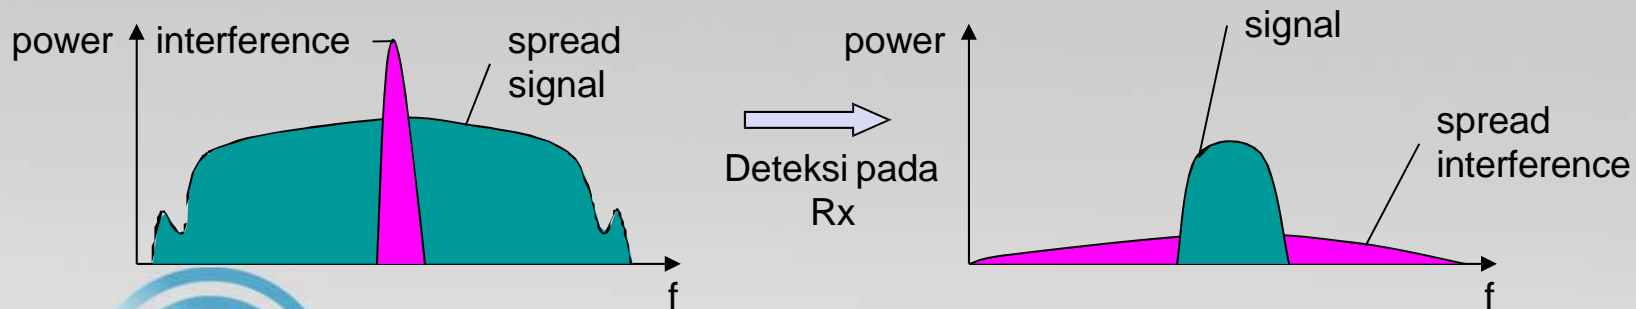 power
interference
spread
signal
f
Deteksi pada
Rx
power
signal
spread
interference
f